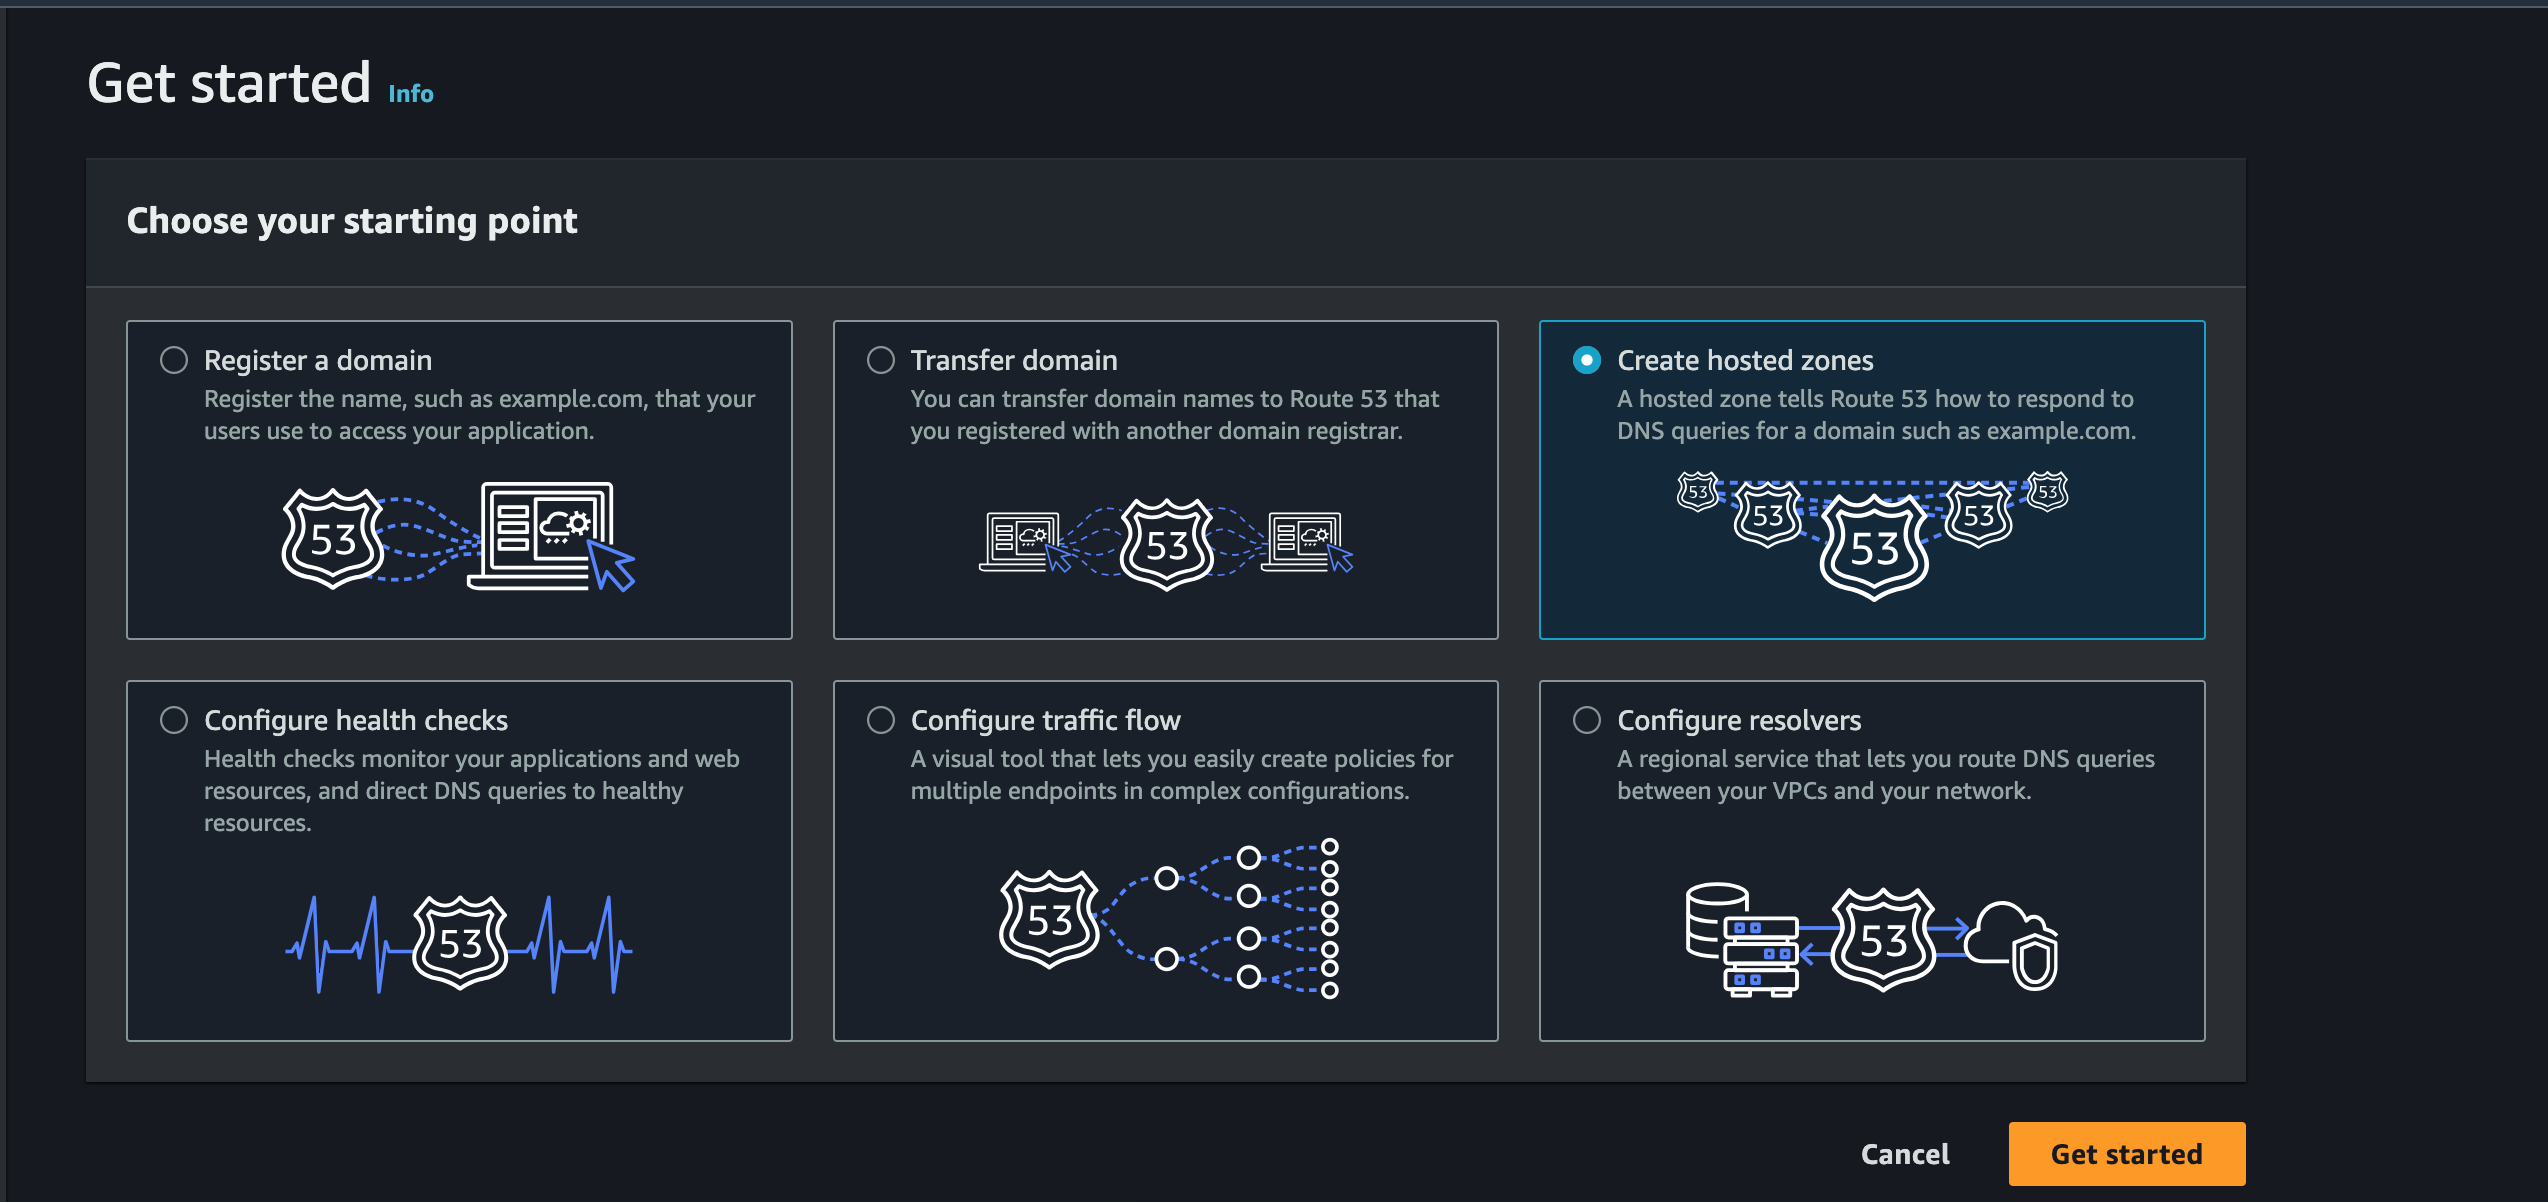 Get started Info
Choose your starting point
Register a domain
Register the name, such as example.com, that your
users use to access your application.
53
Transfer domain
You can transfer domain names to Route 53 that
you registered with another domain registrar.
53
Create hosted zones
A hosted zone tells Route 53 how to respond to
DNS queries for a domain such as example.com.
53 53 53 53 53
Configure health checks
Health checks monitor your applications and web
resources, and direct DNS queries to healthy
resources.
53
Configure traffic flow
A visual tool that lets you easily create policies for
multiple endpoints in complex configurations.
53
Configure resolvers
A regional service that lets you route DNS queries
between your VPCs and your network.
53
Cancel
Get started